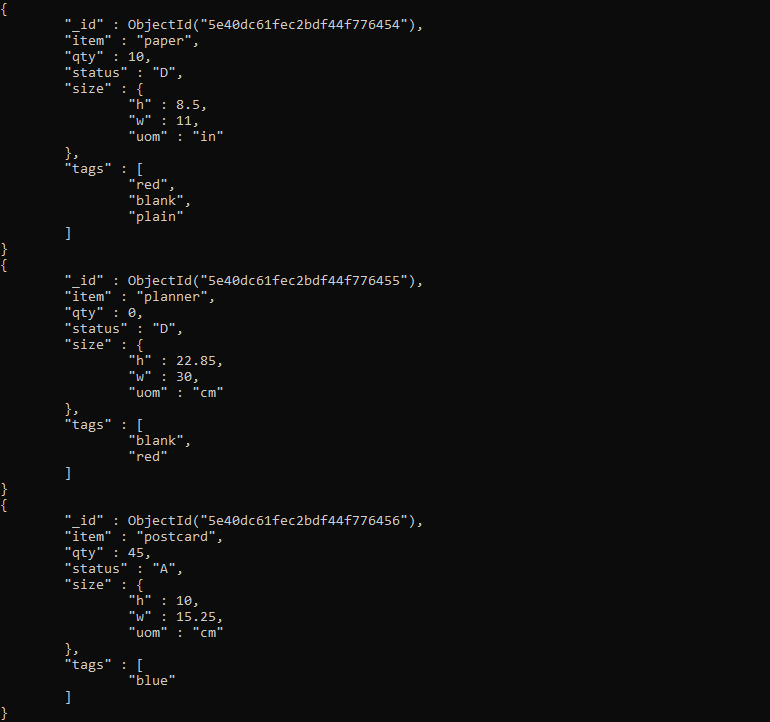 {
        "_id" : ObjectId("5e40dc61fec2bdf44f776454"),
        "item" : "paper",
        "qty" : 10,
        "status" : "D",
        "size" : {
                "h" : 8.5,
                "w" : 11,
                "uom" : "in"
        },
        "tags" : [
                "red",
                "blank",
                "plain"
        ]
}
{
        "_id" : ObjectId("5e40dc61fec2bdf44f776455"),
        "item" : "planner",
        "qty" : 0,
        "status" : "D",
        "size" : {
                "h" : 22.85,
                "w" : 30,
                "uom" : "cm"
        },
        "tags" : [
                "blank",
                "red"
        ]
}
{
        "_id" : ObjectId("5e40dc61fec2bdf44f776456"),
        "item" : "postcard",
        "qty" : 45,
        "status" : "A",
        "size" : {
                "h" : 10,
                "w" : 15.25,
                "uom" : "cm"
        },
        "tags" : [
                "blue"
        ]
}